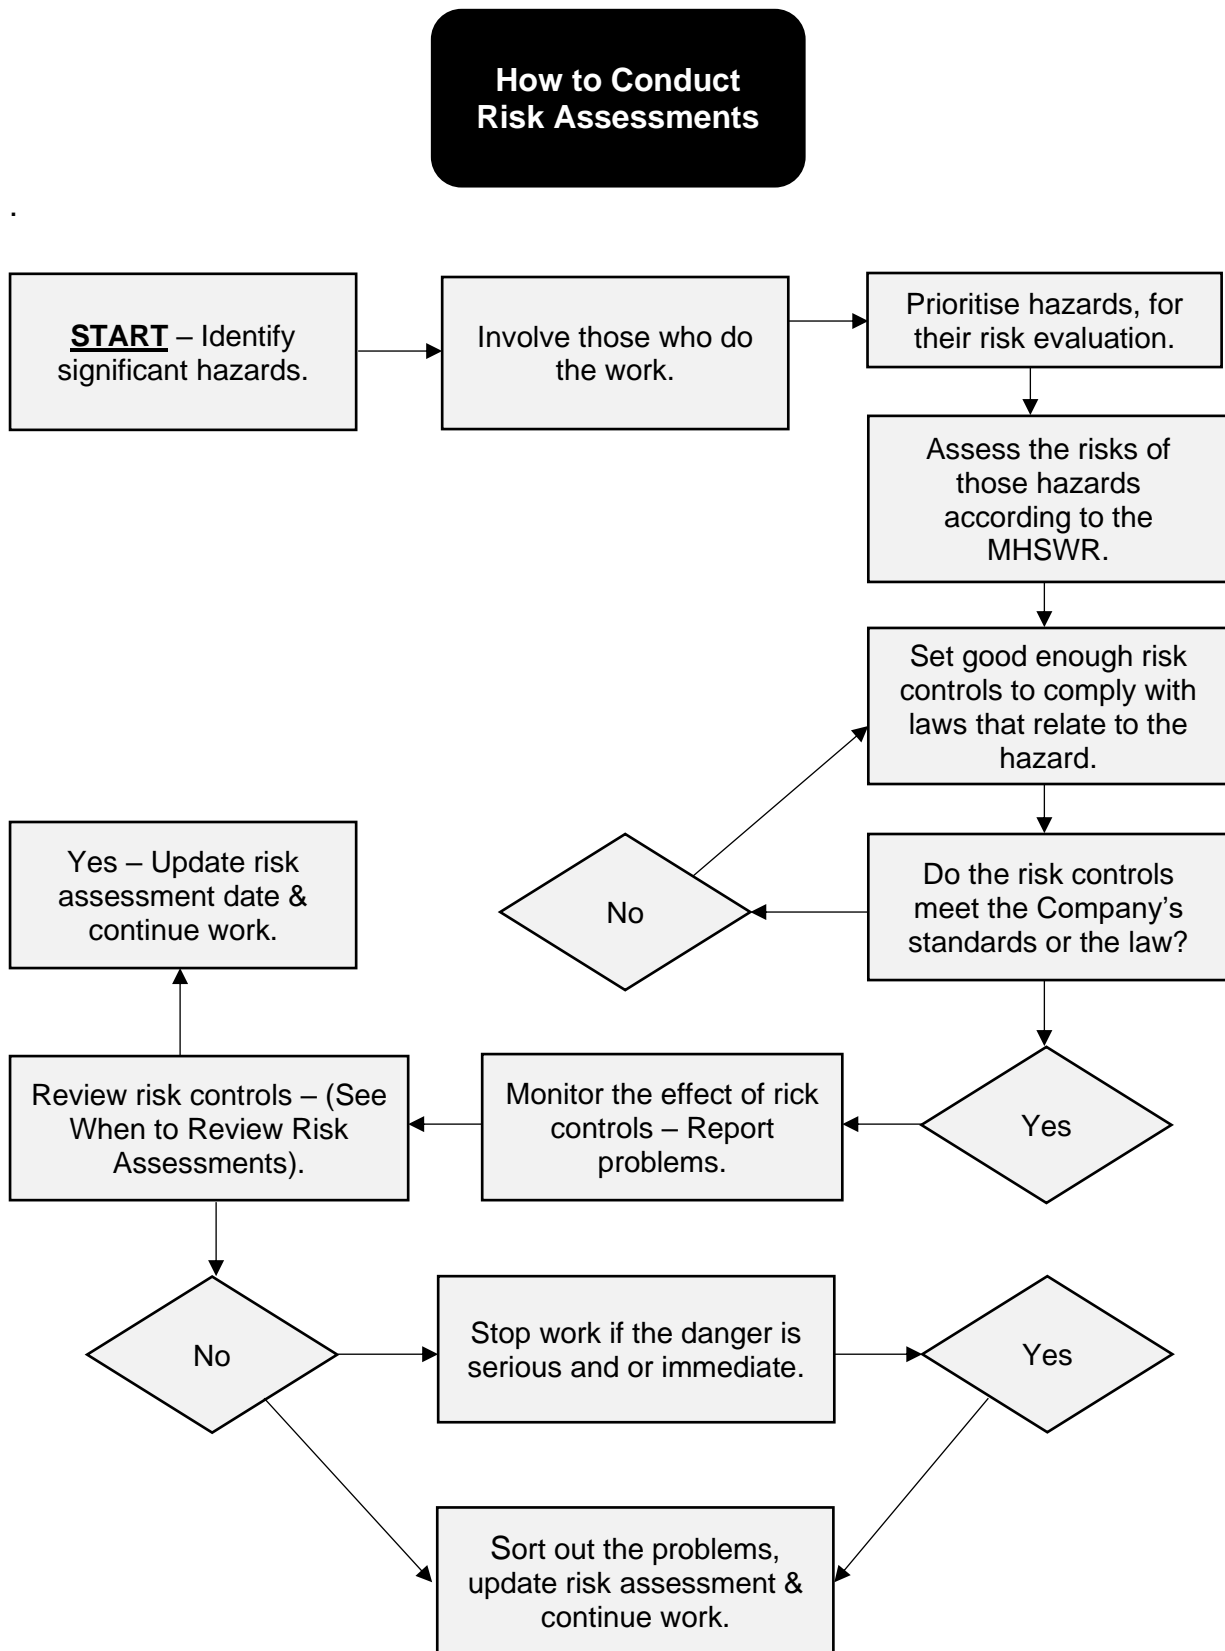 How to Conduct
Risk Assessments
.
START – Identify
significant hazards.
Involve those who do
the work.
Prioritise hazards, for
their risk evaluation.
Assess the risks of
those hazards
according to the
MHSWR.
Set good enough risk
controls to comply with
laws that relate to the
hazard.
Do the risk controls
meet the Company’s
standards or the law?
No
Yes – Update risk
assessment date &
continue work.
Yes
Monitor the effect of rick
controls – Report
problems.
Review risk controls – (See
When to Review Risk
Assessments).
No
Stop work if the danger is
serious and or immediate.
Yes
Sort out the problems,
update risk assessment &
continue work.